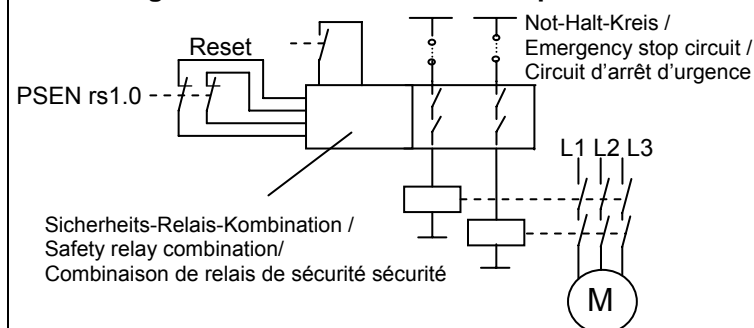 Not-Halt-Kreis /
Emergency stop circuit /
Circuit d'arrêt d'urgence
Reset
PSEN rs1.0
L1 L2 L3
Sicherheits-Relais-Kombination /
Safety relay combination/
Combinaison de relais de sécurité sécurité
M